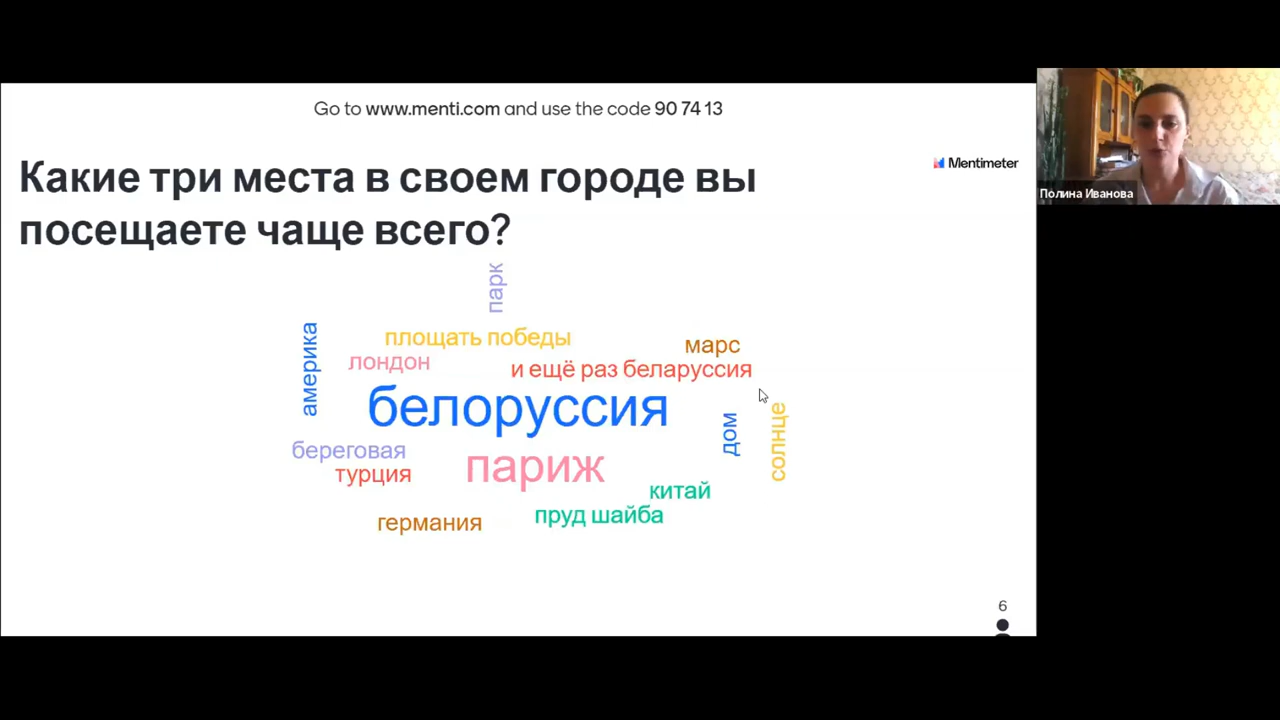 Go to www.menti.com and use the code 90 74 13
Mentimeter
Какие три места в своем городе вы
посещаете чаще всего?
Полина Иванова
парк
америка
площать победы
марс
лондон
и ещё раз беларуссия
белоруссия
дом
солнце
береговая
париж
турция
китай
германия
пруд шайба
6